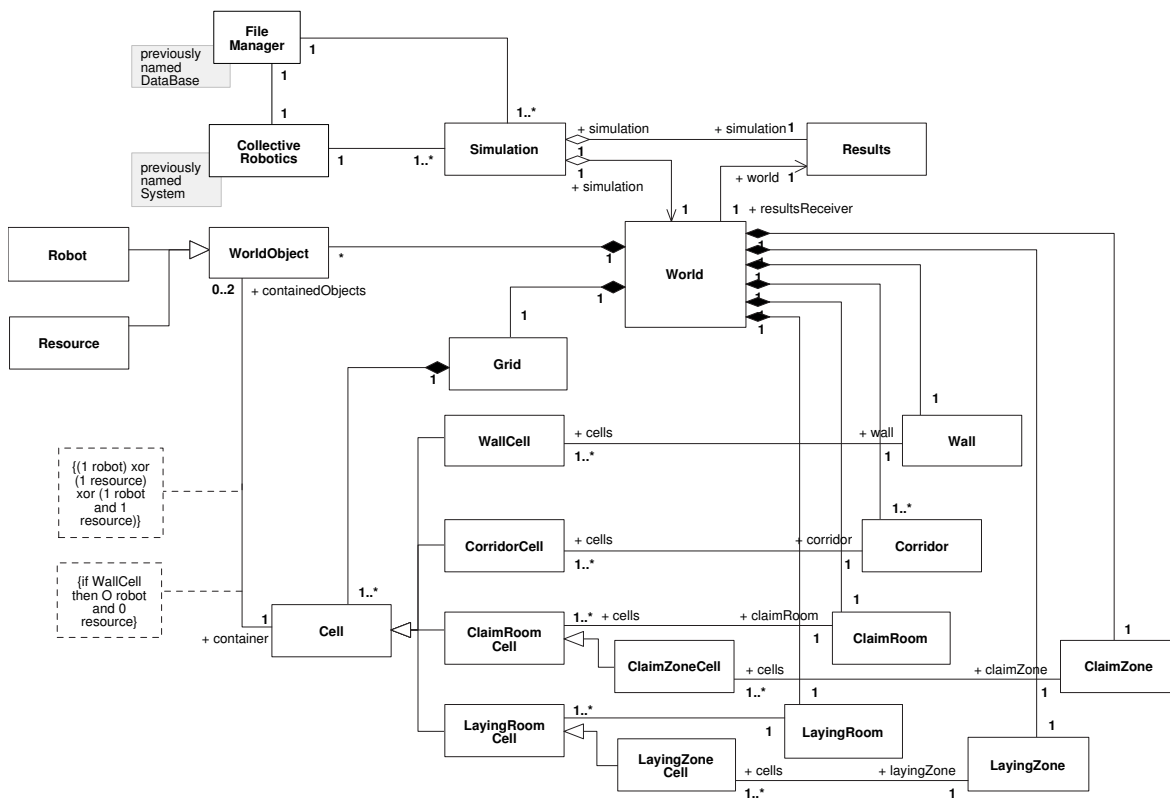 File
Manager
previously
named
DataBase
1
1
1
1..*
Collective
Robotics
1
1..*
Simulation
+ simulation
1
+ simulation
1
Results
1
+ simulation
previously
named
System
+ world
1
1
1
+ resultsReceiver
Robot
WorldObject
*
1
World
1
1
1
1
1
1
0..2
+ containedObjects
1
1
Resource
Grid
1
WallCell
+ cells
1..*
+ wall
1
1
Wall
{(1 robot) xor
(1 resource)
xor (1 robot
and 1
resource)}
CorridorCell
+ cells
1..*
+ corridor
1
1..*
Corridor
{if WallCell
then O robot
and 0
resource}
1..*
1
+ container
Cell
ClaimRoom
Cell
1..*
+ cells
+ claimRoom
1
1
ClaimRoom
ClaimZoneCell
+ cells
1..*
+ claimZone
1
1
ClaimZone
LayingRoom
Cell
1..*
1
1
LayingRoom
LayingZone
Cell
+ cells
1..*
+ layingZone
1
1
LayingZone